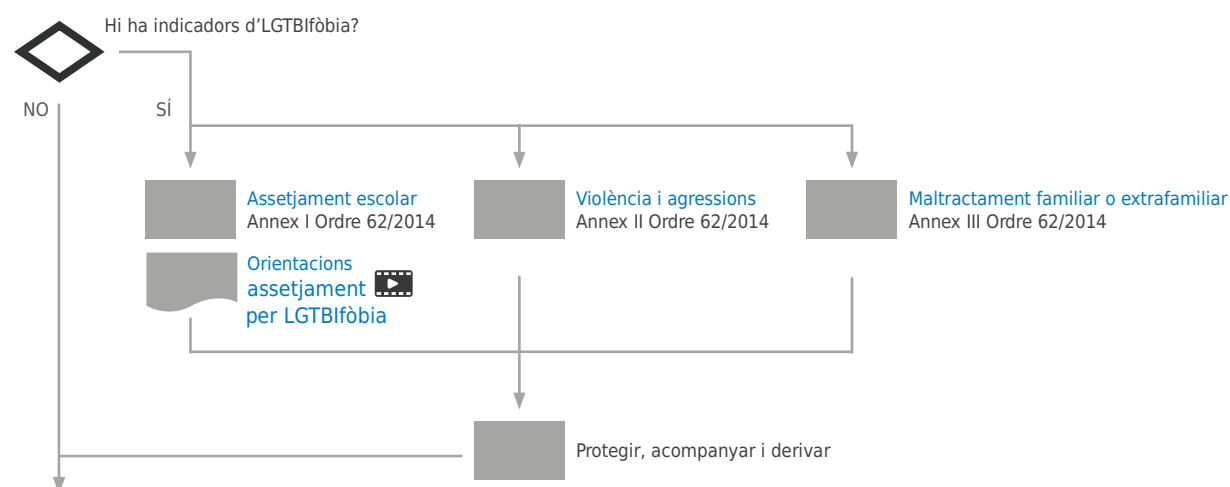 Hi ha indicadors d'LGTBIfòbia?
NO
SÍ
Assetjament escolar
Annex I Ordre 62/2014
Violència i agressions
Annex II Ordre 62/2014
Maltractament familiar o extrafamiliar
Annex III Ordre 62/2014
Orientacions
assetjament
per LGTBIfòbia
Protegir, acompanyar i derivar